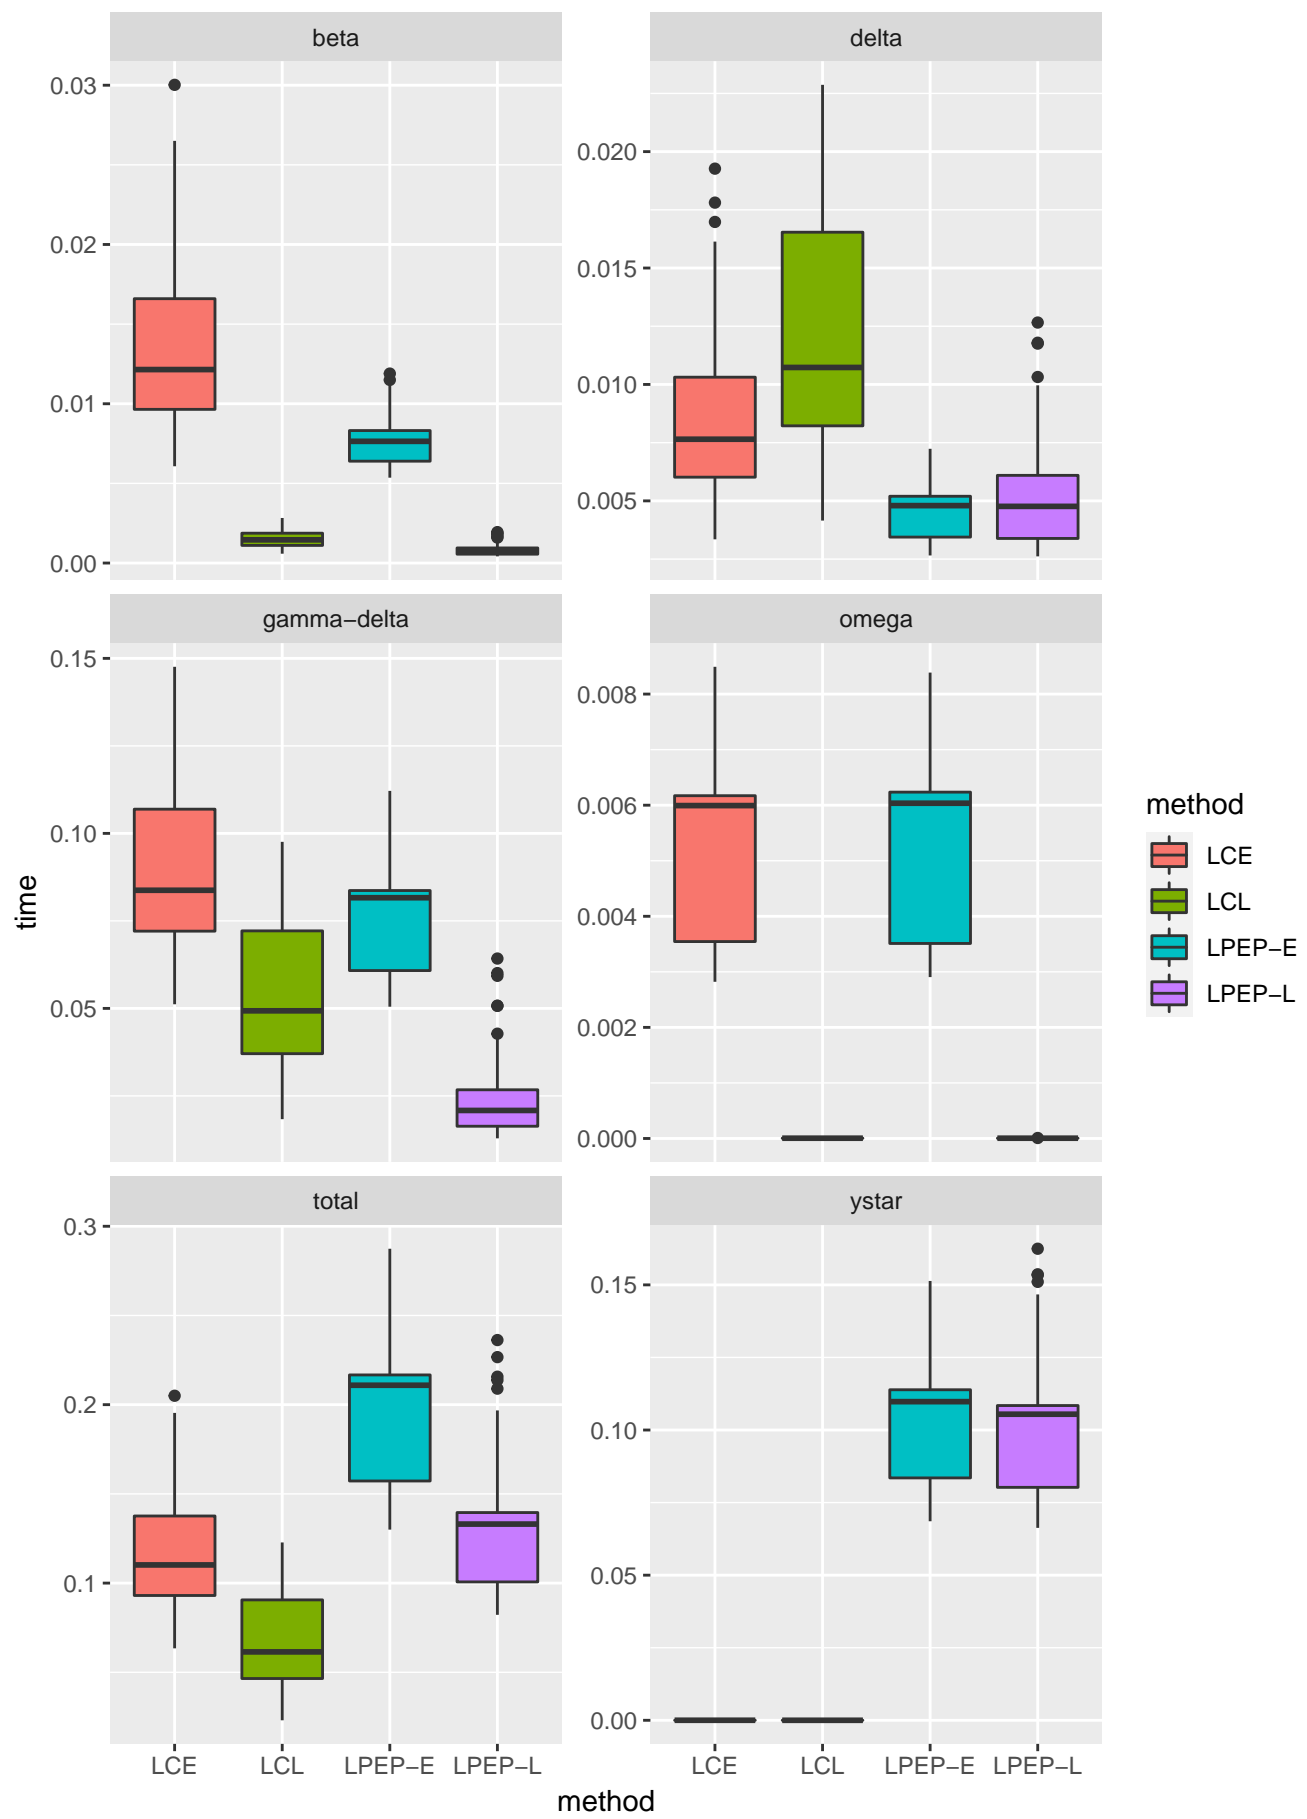 beta
delta
0.03
0.02
0.01
0.00
0.020
0.015
0.010
0.005
gamma−delta
omega
0.15
0.10
0.05
0.008
0.006
0.004
0.002
0.000
total
ystar
0.3
0.2
0.1
0.15
0.10
0.05
0.00
LCE LCL LPEP−E LPEP−L
LCE LCL LPEP−E LPEP−L
method
time
method
LCE
LCL
LPEP−E
LPEP−L